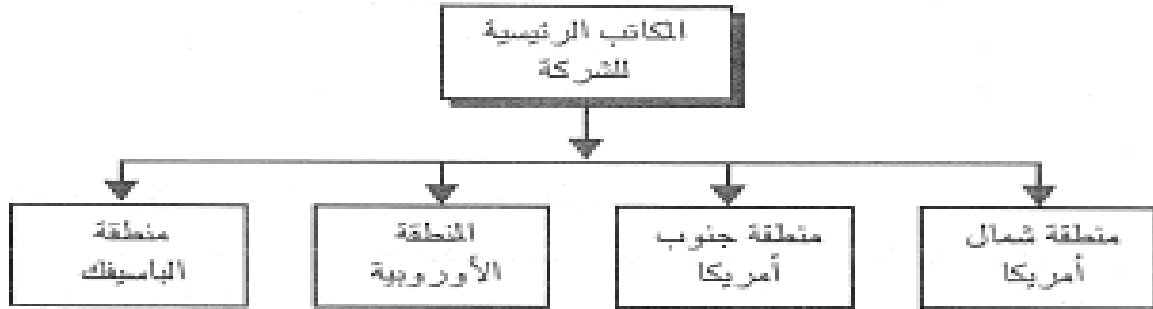 المكاتب الرئيسية
للشركة
منطقة شمال
أمريكا
منطقة جنوب
أمريكا
المنطقة
الأوروبية
منطقة
الباسيفك